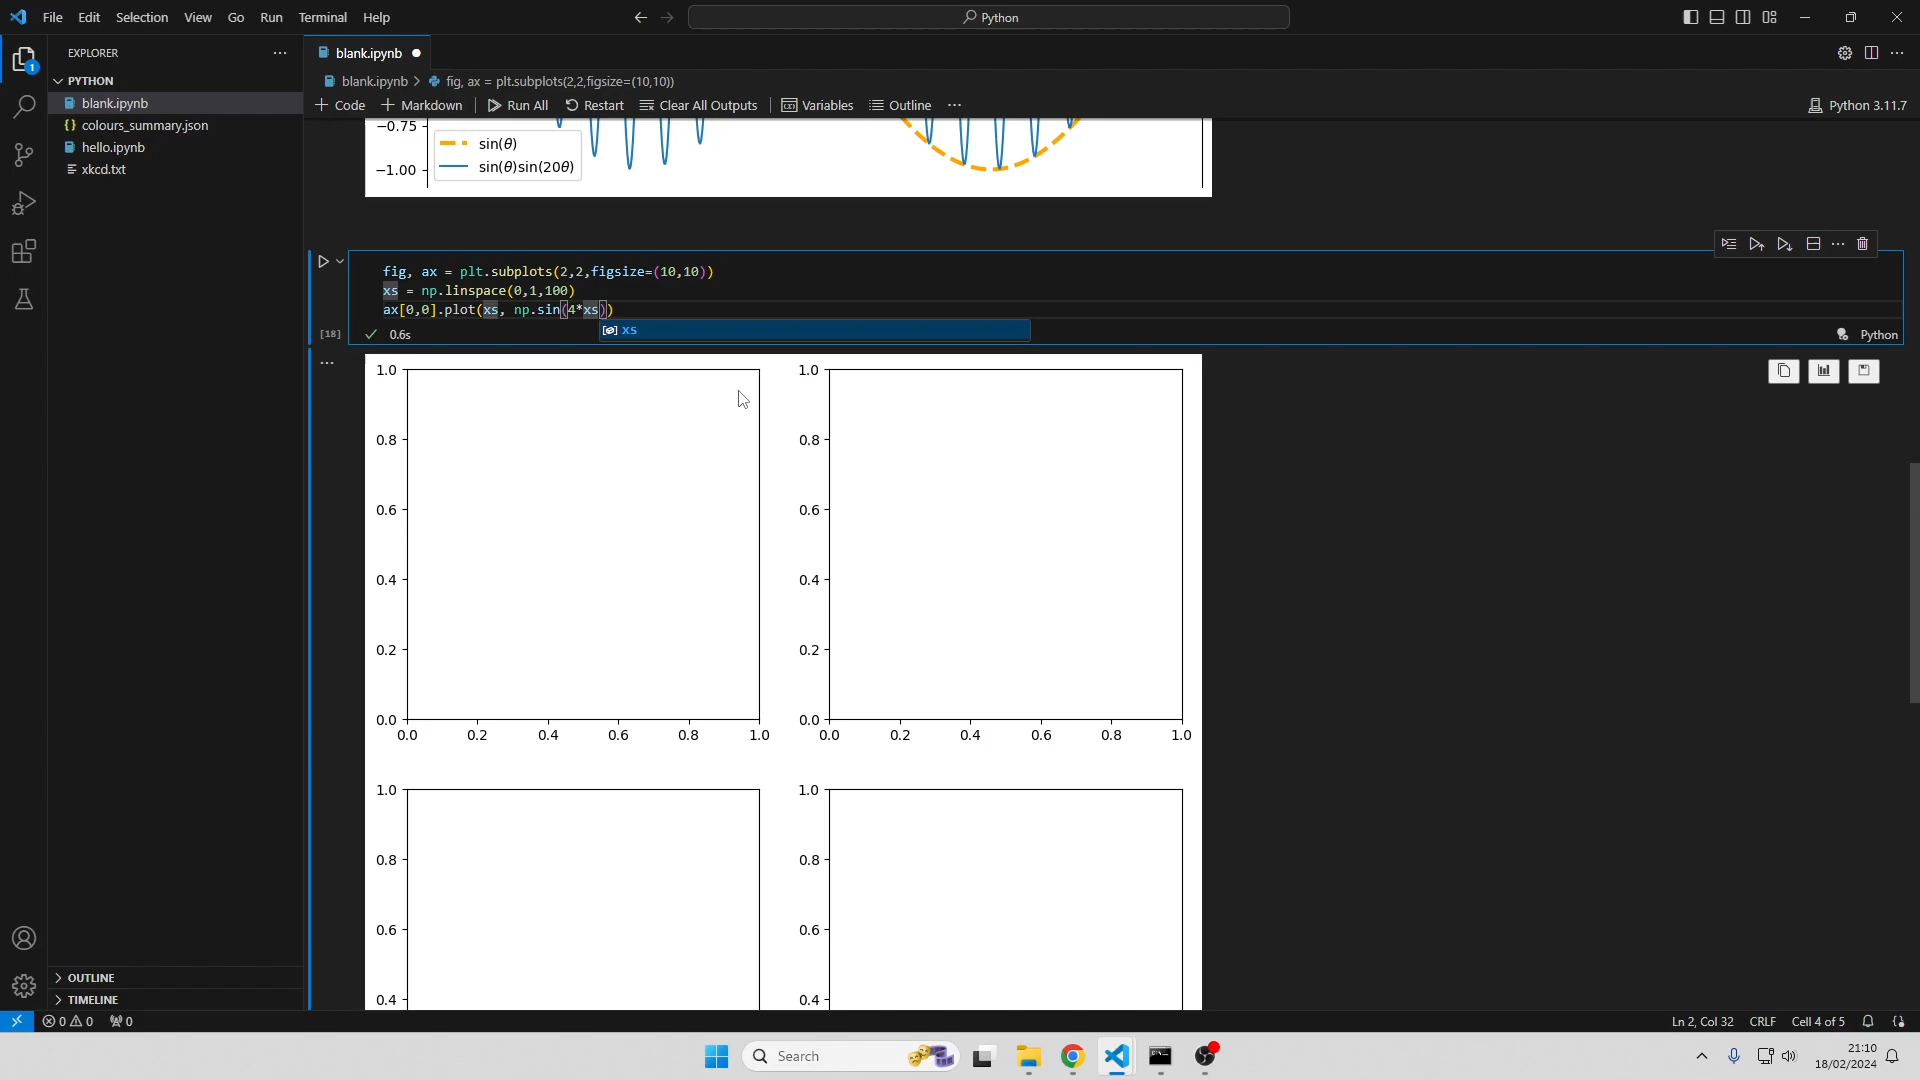 File Edit Selection View Go Run Terminal Help
Python
EXPLORER
blank.ipynb
PYTHON
blank.ipynb > fig, ax = plt.subplots(2,2,figsize=(10,10))
blank.ipynb
Code Markdown Run All Restart Clear All Outputs Variables Outline
Python 3.11.7
colours_summary.json
hello.ipynb
xkcd.txt
−0.75
sin(θ)
sin(θ)sin(20θ)
−1.00
fig, ax = plt.subplots(2,2,figsize=(10,10))
xs = np.linspace(0,1,100)
ax[0,0].plot(xs, np.sin(4*xs))
xs
[18] 0.6s
Python
1.0 1.0
0.8 0.8
0.6 0.6
0.4 0.4
0.2 0.2
0.0 0.0
0.0 0.2 0.4 0.6 0.8 1.0 0.0 0.2 0.4 0.6 0.8 1.0
1.0 1.0
0.8 0.8
0.6 0.6
0.4 0.4
OUTLINE
TIMELINE
1
0 0 0
Ln 2, Col 32 CRLF Cell 4 of 5
Search
21:10
18/02/2024